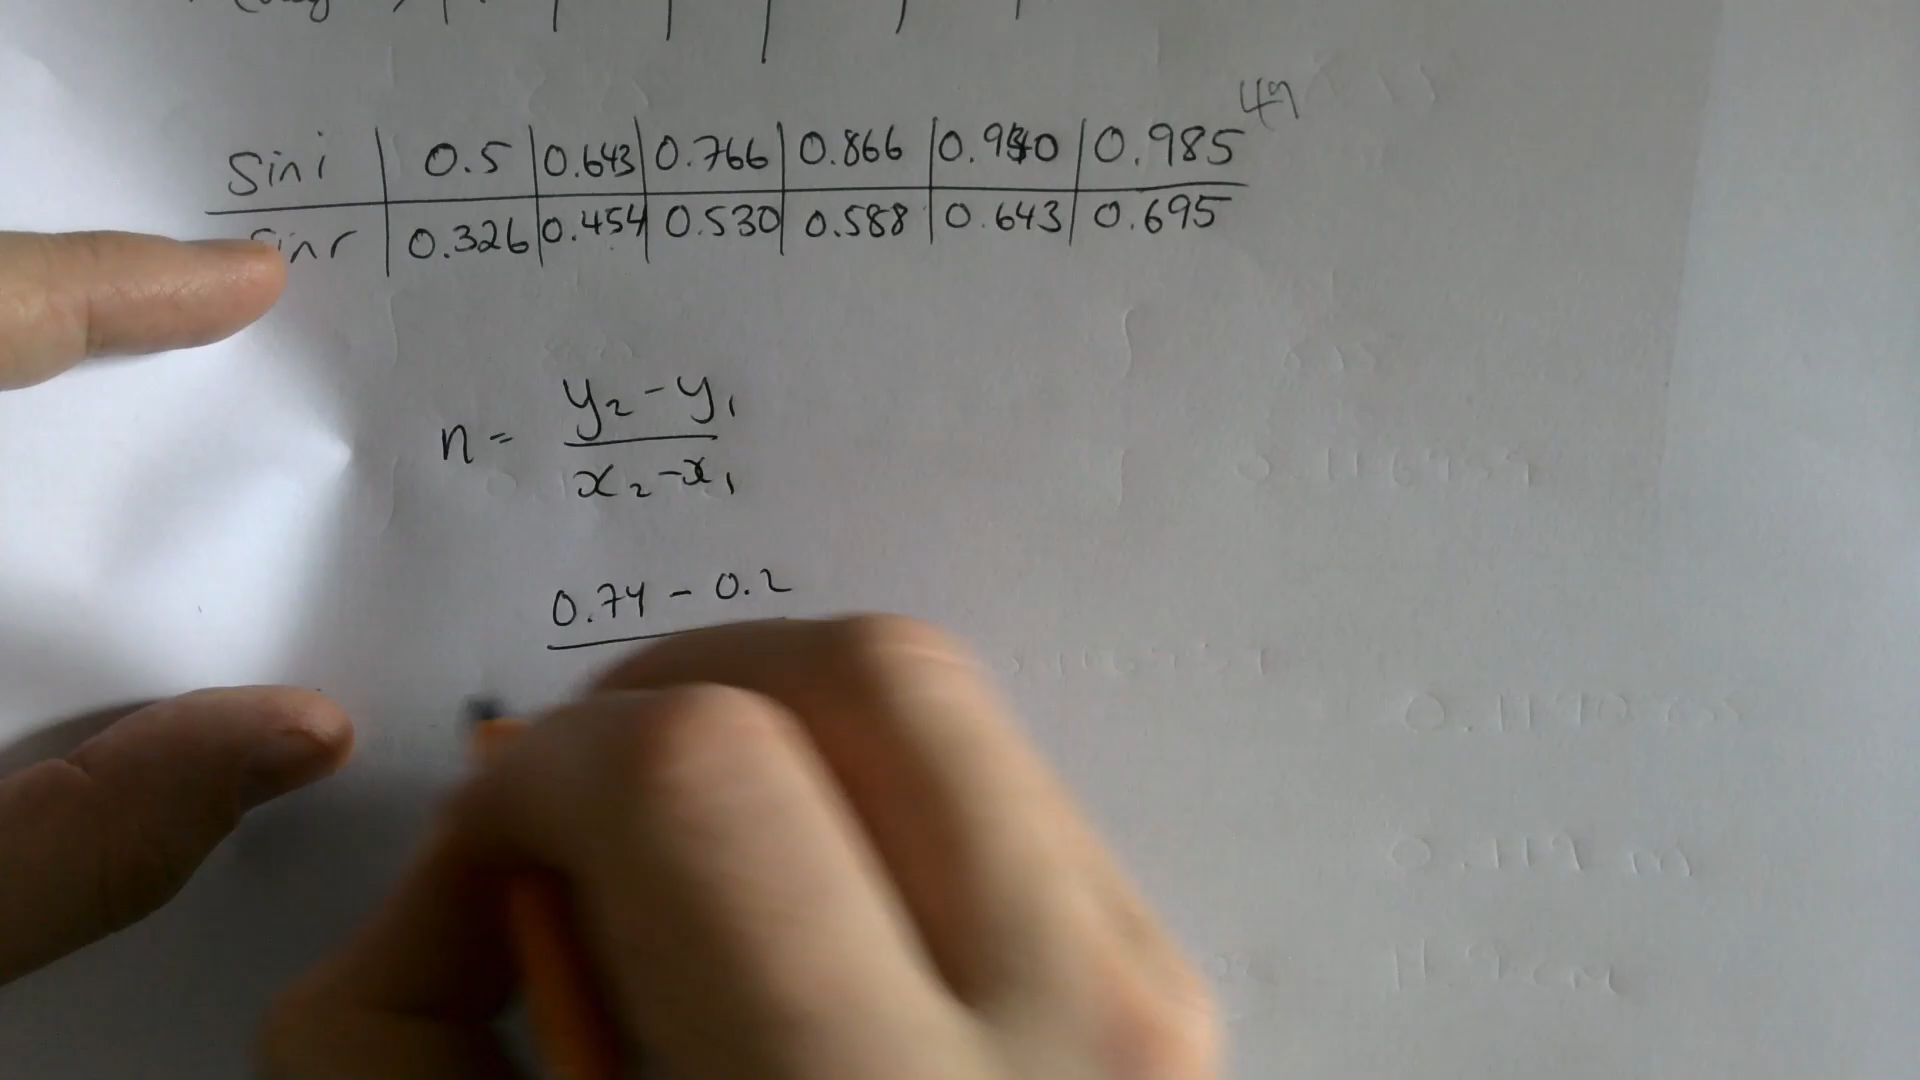 49
Sin i | 0.5 | 0.643 | 0.766 | 0.866 | 0.940 | 0.985
Sin r | 0.326 | 0.454 | 0.530 | 0.588 | 0.643 | 0.695
n = y₂ - y₁
x₂ - x₁
0.74 - 0.2